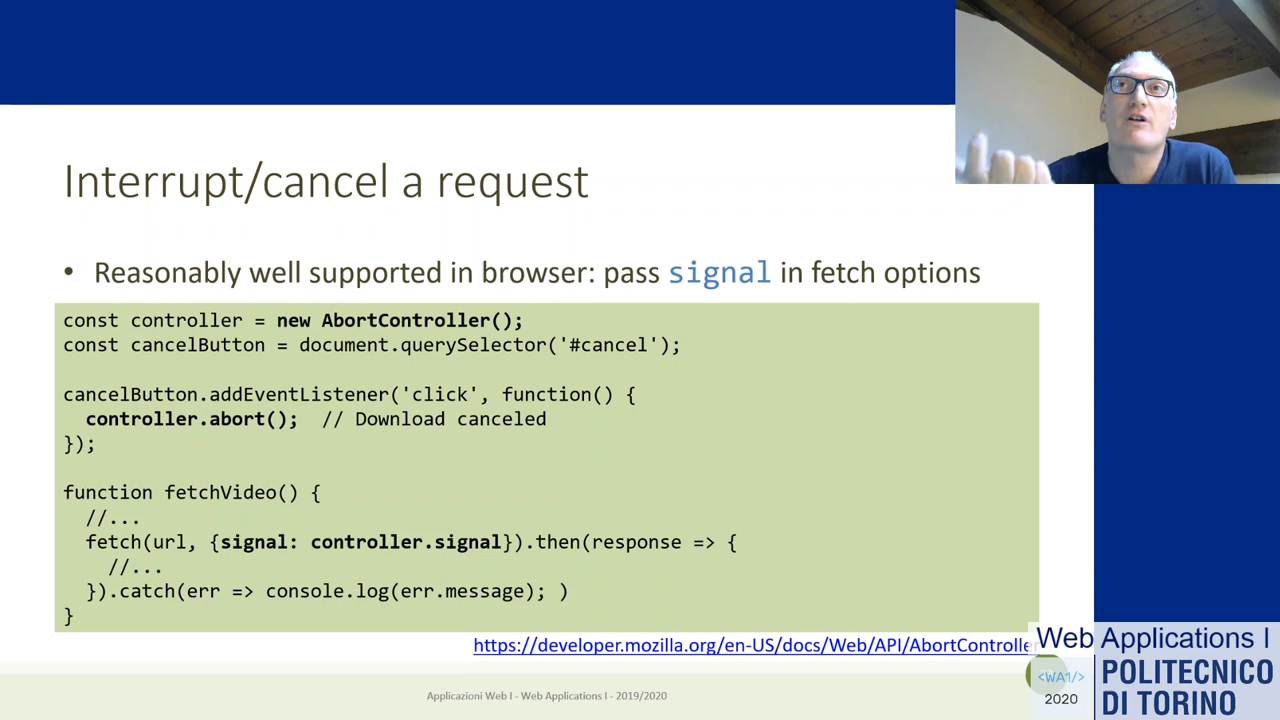 Interrupt/cancel a request
• Reasonably well supported in browser: pass signal in fetch options
const controller = new AbortController();
const cancelButton = document.querySelector('#cancel');
cancelButton.addEventListener('click', function() {
controller.abort(); // Download canceled
});
function fetchVideo() {
//...
fetch(url, {signal: controller.signal}).then(response => {
//...
}).catch(err => console.log(err.message); )
}
https://developer.mozilla.org/en-US/docs/Web/API/AbortController
Applicazioni Web I - Web Applications I - 2019/2020
Web Applications I
<WA1/>
2020
POLITECNICO
DI TORINO